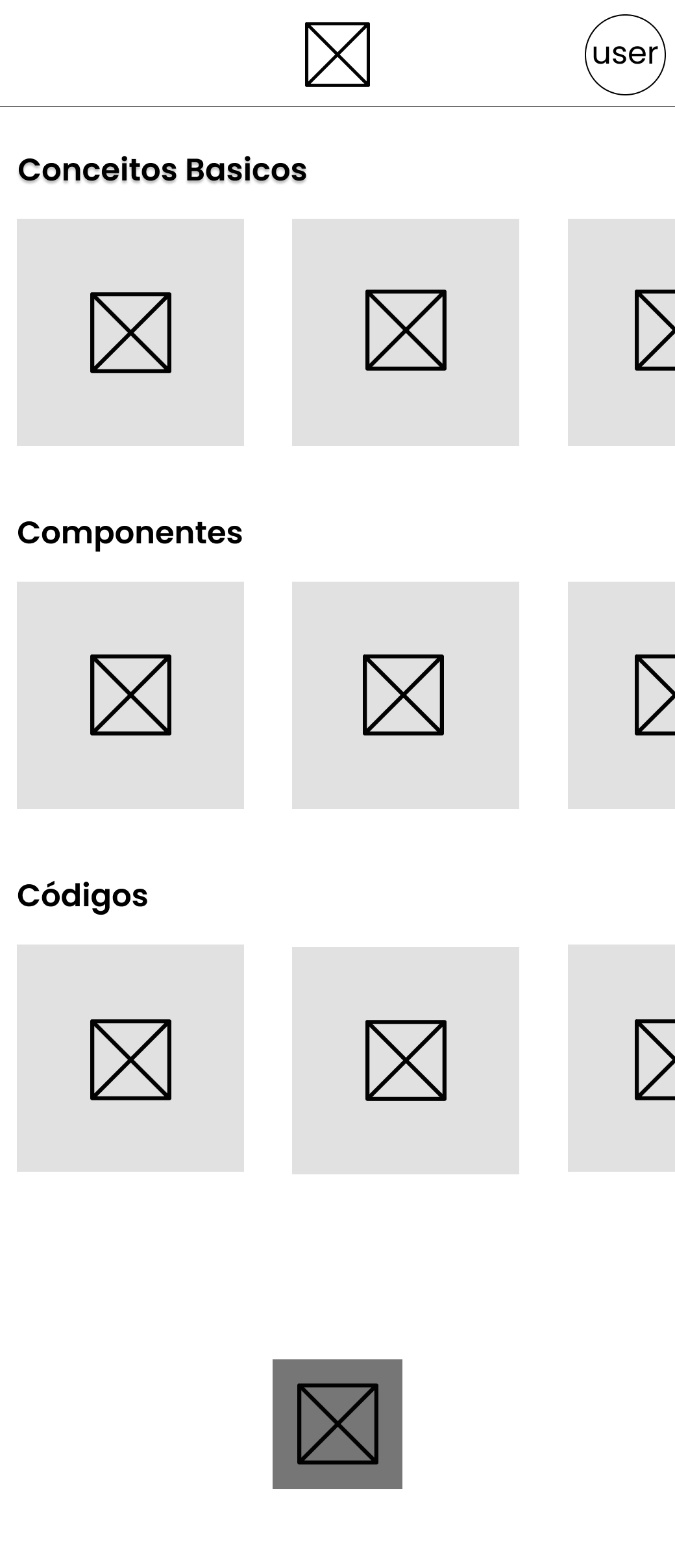 user
Conceitos Basicos
Componentes
Códigos